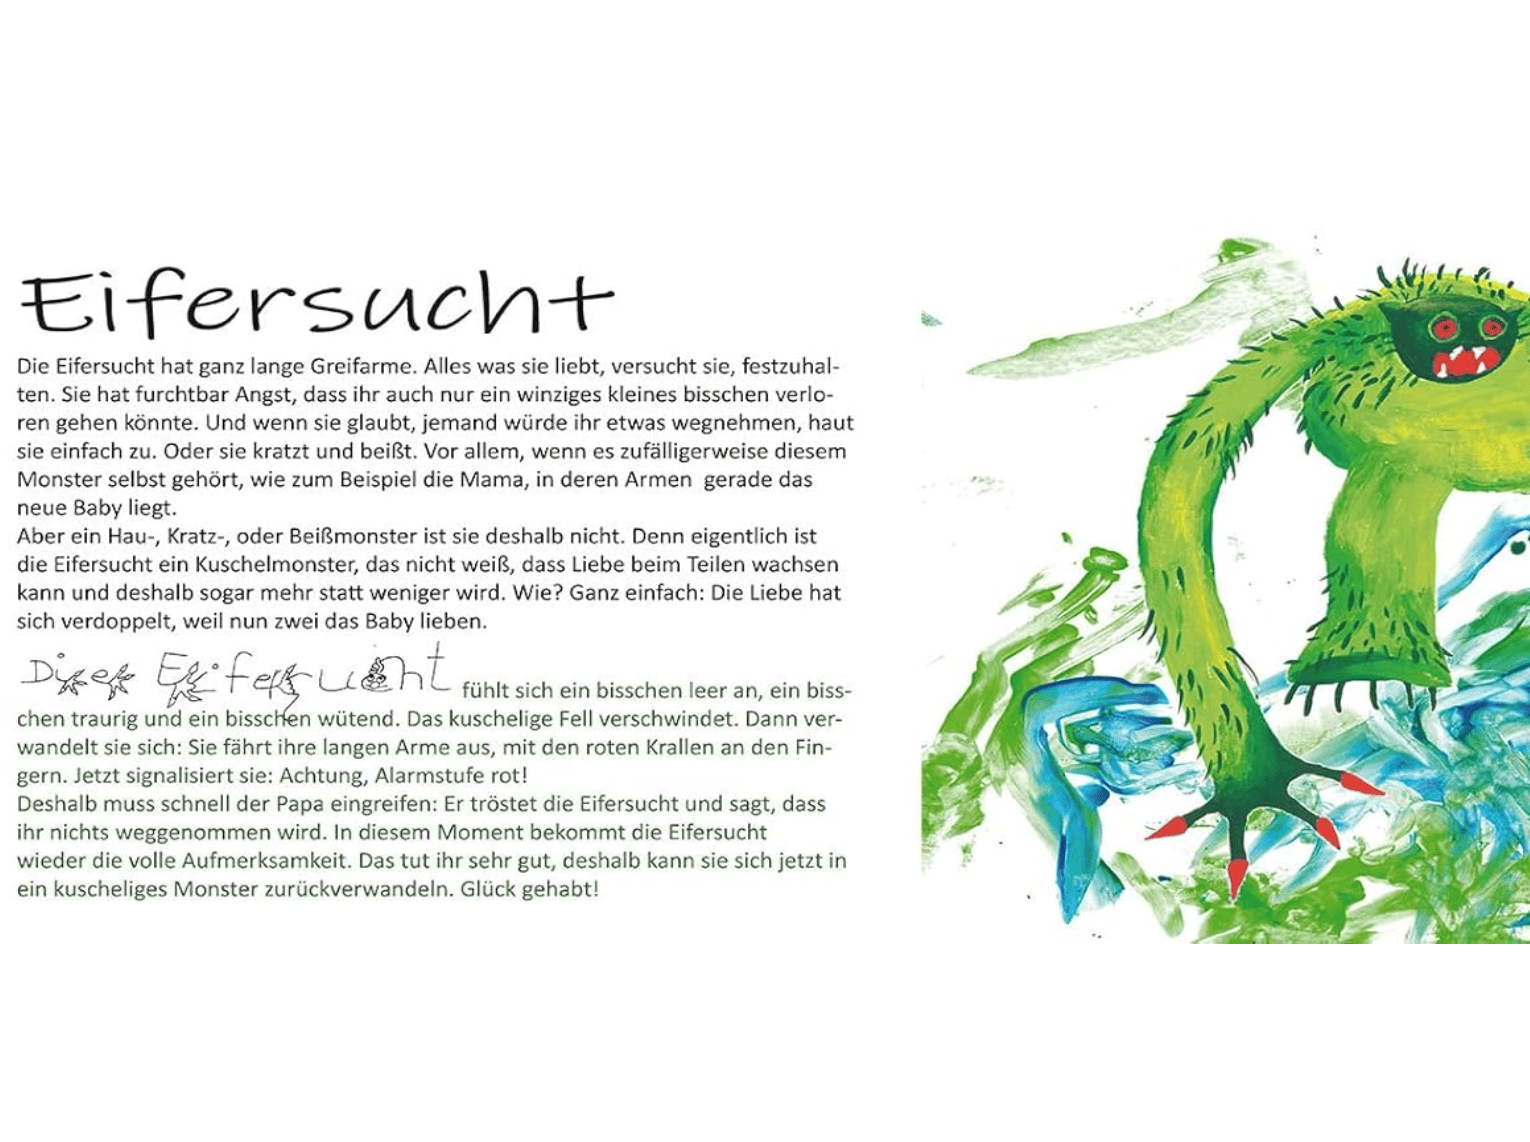 Eifersucht
Die Eifersucht hat ganz lange Greifarme. Alles was sie liebt, versucht sie, festzuhal-
ten. Sie hat furchtbar Angst, dass ihr auch nur ein winziges kleines bisschen verlo-
ren gehen könnte. Und wenn sie glaubt, jemand würde ihr etwas wegnehmen, haut
sie einfach zu. Oder sie kratzt und beißt. Vor allem, wenn es zufälligerweise diesem
Monster selbst gehört, wie zum Beispiel die Mama, in deren Armen gerade das
neue Baby liegt.
Aber ein Hau-, Kratz-, oder Beißmonster ist sie deshalb nicht. Denn eigentlich ist
die Eifersucht ein Kuschelmonster, das nicht weiß, dass Liebe beim Teilen wachsen
kann und deshalb sogar mehr statt weniger wird. Wie? Ganz einfach: Die Liebe hat
sich verdoppelt, weil nun zwei das Baby lieben.
Eifersucht fühlt sich ein bisschen leer an, ein biss-
chen traurig und ein bisschen wütend. Das kuschelige Fell verschwindet. Dann ver-
wandelt sie sich: Sie fährt ihre langen Arme aus, mit den roten Krallen an den Fin-
gern. Jetzt signalisiert sie: Achtung, Alarmstufe rot!
Deshalb muss schnell der Papa eingreifen: Er tröstet die Eifersucht und sagt, dass
ihr nichts weggenommen wird. In diesem Moment bekommt die Eifersucht
wieder die volle Aufmerksamkeit. Das tut ihr sehr gut, deshalb kann sie sich jetzt in
ein kuscheliges Monster zurückverwandeln. Glück gehabt!